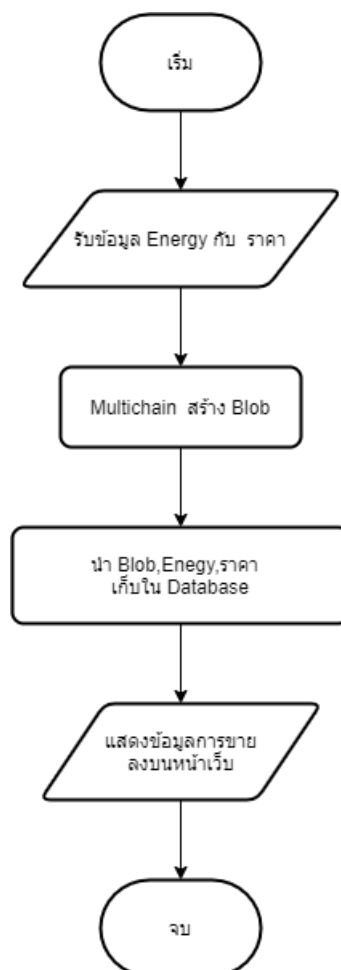 เริ่ม
รับข้อมูล Energy กับ ราคา
Multichain สร้าง Blob
นำ Blob,Enegy,ราคา
เก็บใน Database
แสดงข้อมูลการขาย
ลงบนหน้าเว็บ
จบ